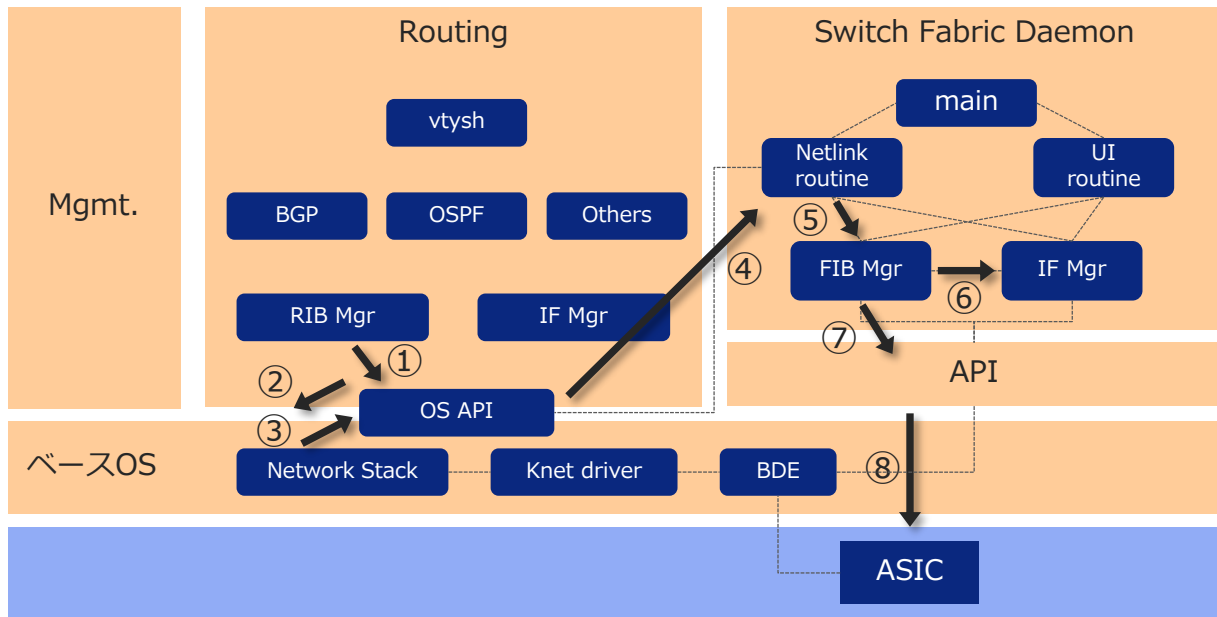 Routing
Switch Fabric Daemon
Mgmt.
vtysh
main
Netlink
routine
UI
routine
BGP
OSPF
Others
⑤
④
FIB Mgr
IF Mgr
⑥
RIB Mgr
IF Mgr
⑦
①
②
API
OS API
③
ベースOS
Network Stack
Knet driver
BDE
⑧
ASIC